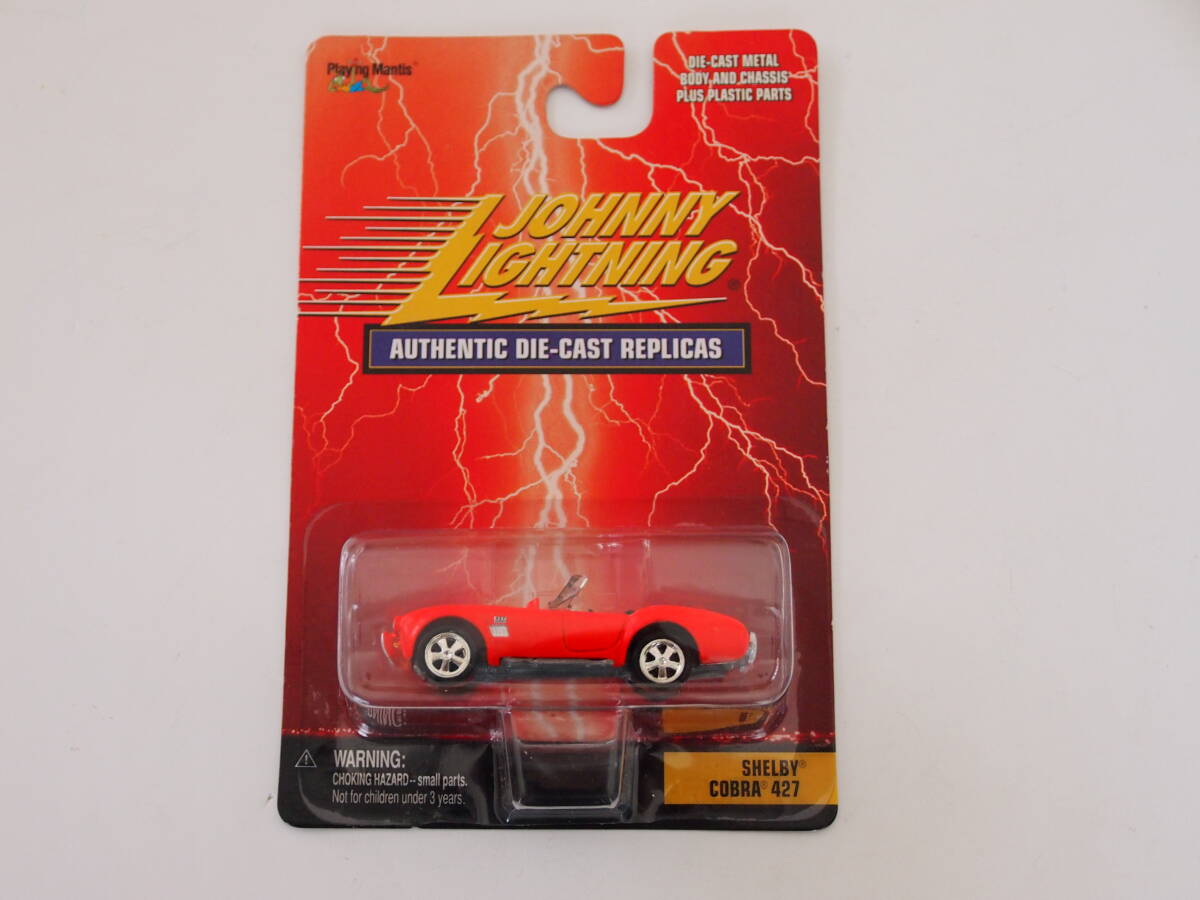 Playing Mantis
DIE-CAST METAL
BODY AND CHASSIS
PLUS PLASTIC PARTS
JOHNNY
LIGHTNING®
AUTHENTIC DIE-CAST REPLICAS
⚠ WARNING:
CHOKING HAZARD -- small parts.
Not for children under 3 years.
SHELBY®
COBRA® 427